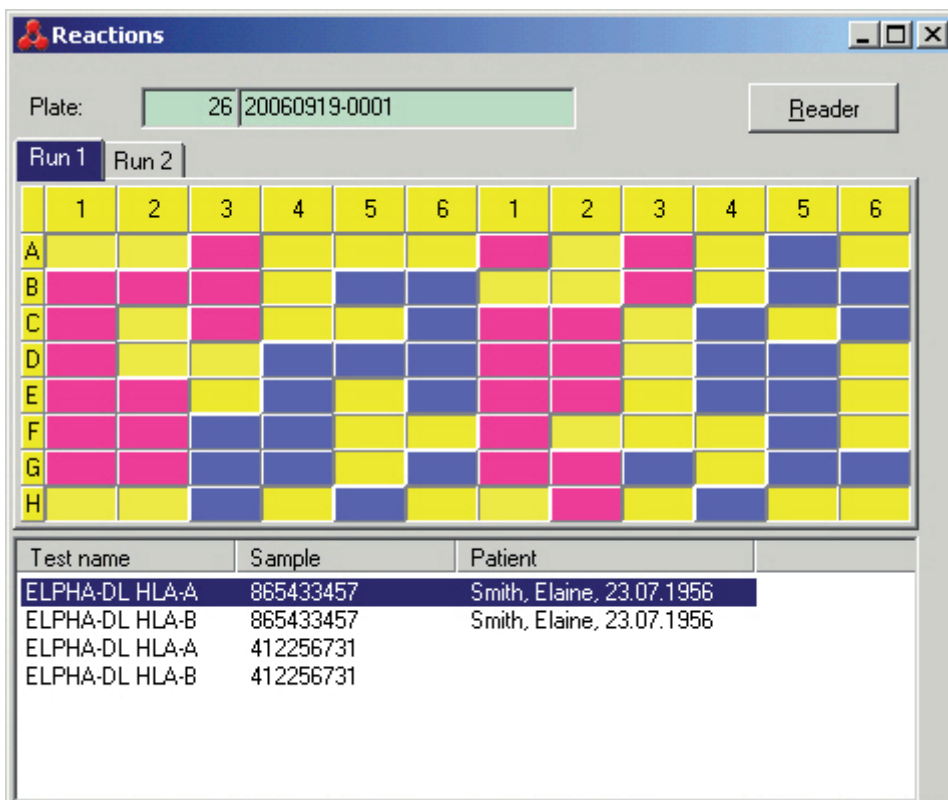 Reactions
Plate: 26 20060919-0001 Reader
Run 1 Run 2
1 2 3 4 5 6 1 2 3 4 5 6
A
B
C
D
E
F
G
H
Test name Sample Patient
ELPHA-DL HLA-A 865433457 Smith, Elaine, 23.07.1956
ELPHA-DL HLA-B 865433457 Smith, Elaine, 23.07.1956
ELPHA-DL HLA-A 412256731
ELPHA-DL HLA-B 412256731